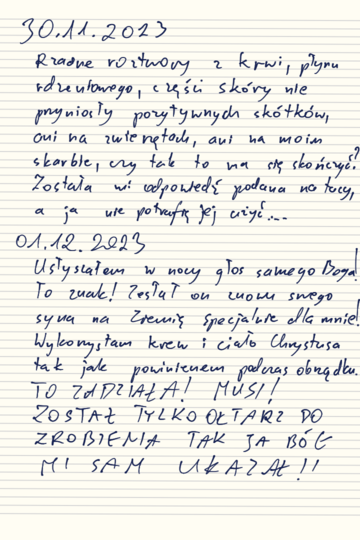 30.11.2023
Żadne roztwory z krwi, płynu
rdzeniowego, części skóry nie
przyniosły pozytywnych skótków,
ani na zwierzętach, ani na moim
skarbie, czy tak to ma się skończyć?
Została mi odpowiedź podana na tacy,
a ja nie potrafię jej użyć...
01.12.2023
Usłyszałem w nocy głos samego Boga!
To znak! Zesłał on znowu swego
syna na Ziemię specjalnie dla mnie!
Wykorzystam krew i ciało Chrystusa
tak jak powinienem podczas obrządku.
TO ZADZIAŁA! MUSI!
ZOSTAŁ TYLKO OŁTARZ DO
ZROBIENIA TAK JA BÓG
MI SAM UKAZAŁ!!